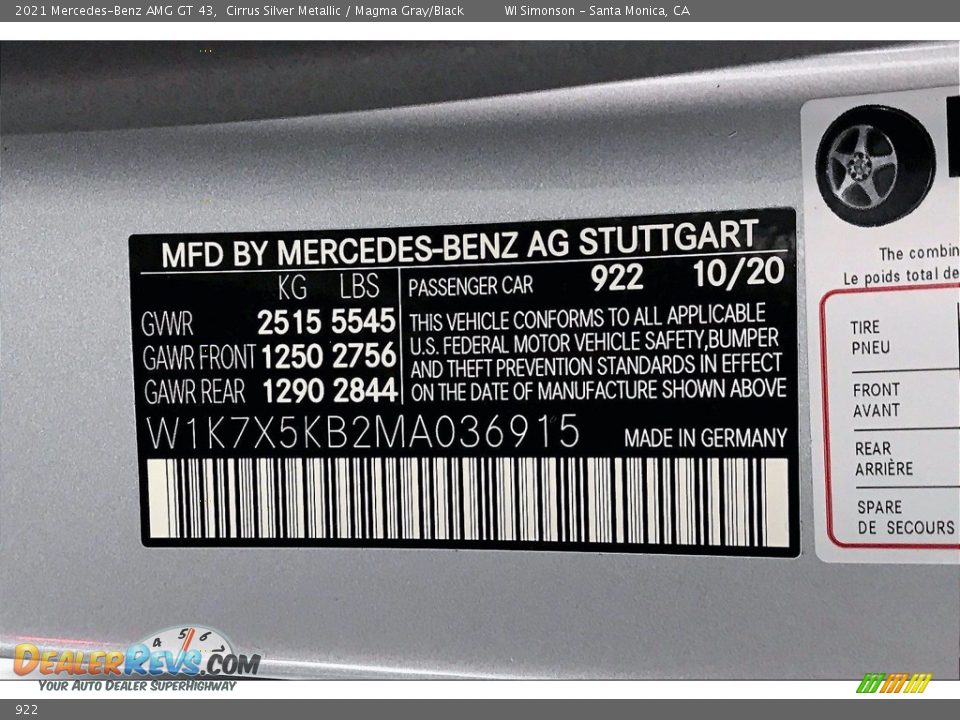 2021 Mercedes-Benz AMG GT 43, Cirrus Silver Metallic / Magma Gray/Black WI Simonson - Santa Monica, CA
MFD BY MERCEDES-BENZ AG STUTTGART
KG LBS
GVWR 2515 5545
GAWR FRONT 1250 2756
GAWR REAR 1290 2844
PASSENGER CAR 922 10/20
THIS VEHICLE CONFORMS TO ALL APPLICABLE
U.S. FEDERAL MOTOR VEHICLE SAFETY,BUMPER
AND THEFT PREVENTION STANDARDS IN EFFECT
ON THE DATE OF MANUFACTURE SHOWN ABOVE
W1K7X5KB2MA036915 MADE IN GERMANY
The combin
Le poids total de
TIRE
PNEU
FRONT
AVANT
REAR
ARRIÈRE
SPARE
DE SECOURS
4 5 6 7
DEALERREVS.COM
YOUR AUTO DEALER SUPERHIGHWAY
922